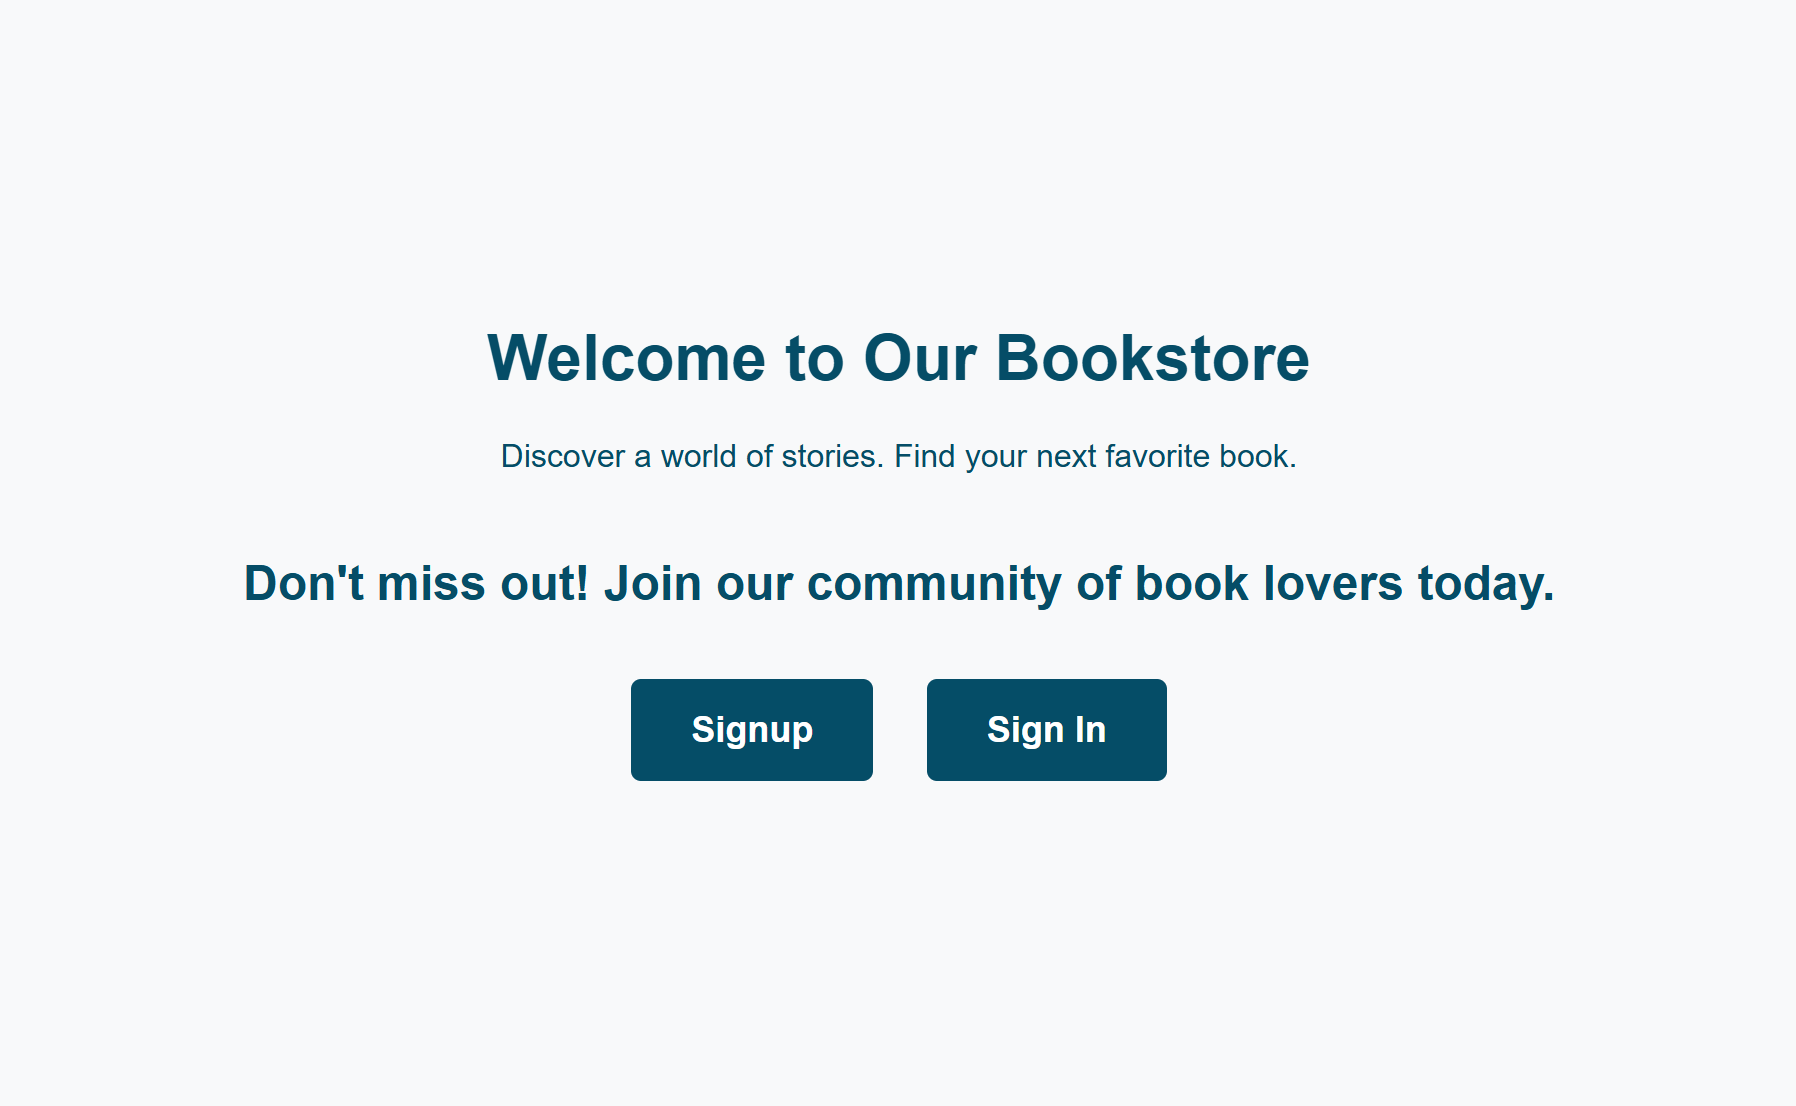 Welcome to Our Bookstore
Discover a world of stories. Find your next favorite book.
Don't miss out! Join our community of book lovers today.
Signup
Sign In